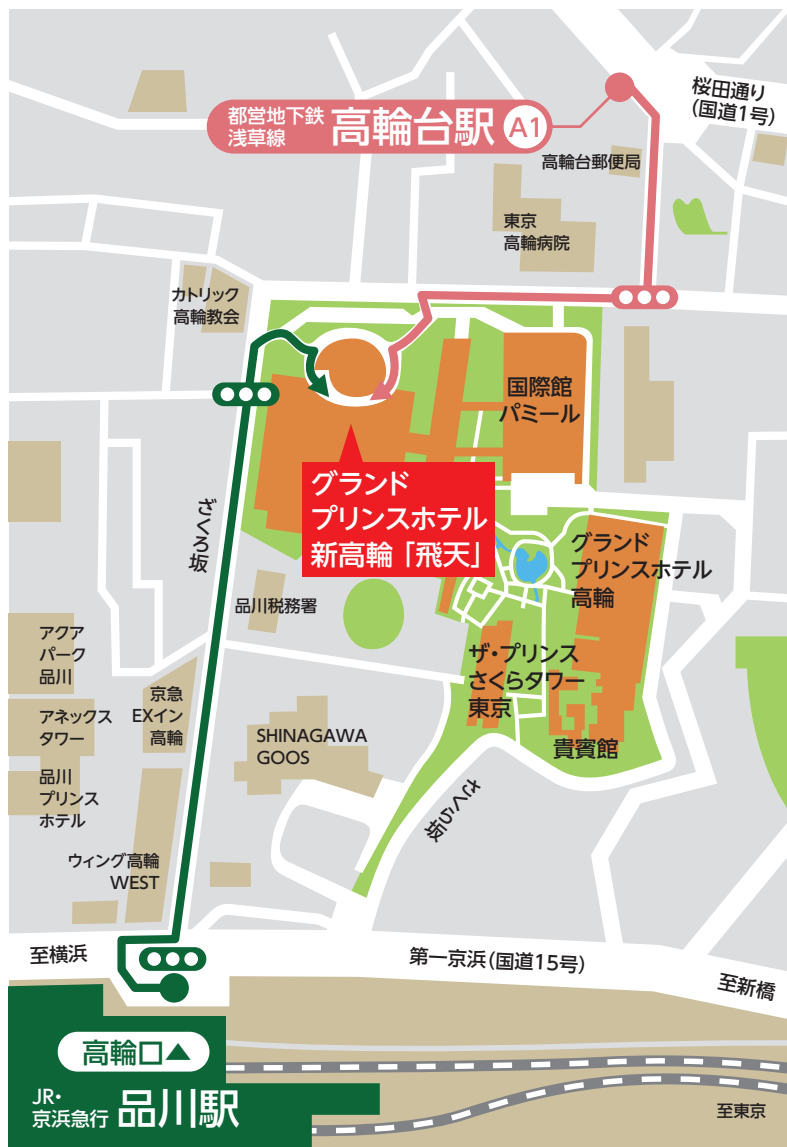 桜田通り
(国道1号)
都営地下鉄
浅草線
高輪台駅
A1
高輪台郵便局
東京
高輪病院
カトリック
高輪教会
国際館
パミール
グランド
プリンスホテル
新高輪「飛天」
ざくろ坂
グランド
プリンスホテル
高輪
品川税務署
アクア
パーク
品川
ザ・プリンス
さくらタワー
東京
京急
EXイン
高輪
アネックス
タワー
SHINAGAWA
GOOS
貴賓館
品川
プリンス
ホテル
さくら坂
ウィング高輪
WEST
至横浜
第一京浜(国道15号)
至新橋
高輪口▲
JR・
京浜急行
品川駅
至東京